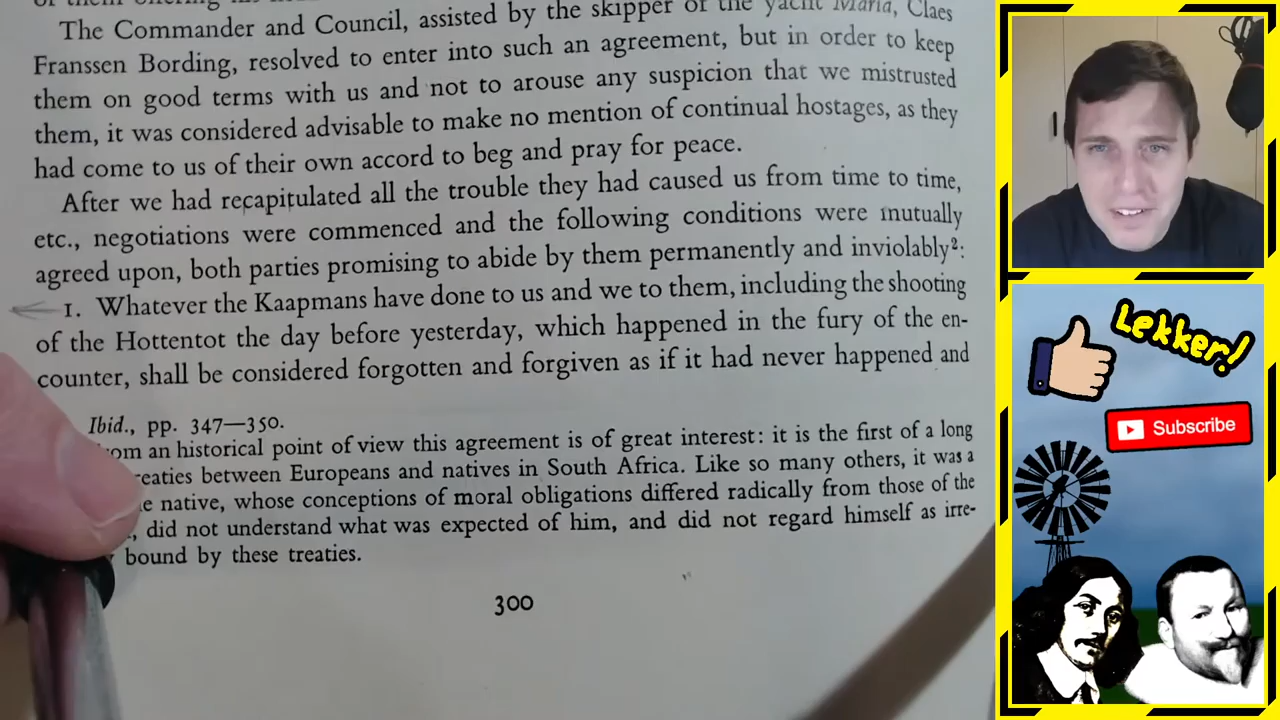 The Commander and Council, assisted by the skipper of the yacht Maria, Claes
Franssen Bording, resolved to enter into such an agreement, but in order to keep
them on good terms with us and not to arouse any suspicion that we mistrusted
them, it was considered advisable to make no mention of continual hostages, as they
had come to us of their own accord to beg and pray for peace.
After we had recapitulated all the trouble they had caused us from time to time,
etc., negotiations were commenced and the following conditions were mutually
agreed upon, both parties promising to abide by them permanently and inviolably²:
1. Whatever the Kaapmans have done to us and we to them, including the shooting
of the Hottentot the day before yesterday, which happened in the fury of the en-
counter, shall be considered forgotten and forgiven as if it had never happened and
Ibid., pp. 347—350.
an historical point of view this agreement is of great interest: it is the first of a long
between Europeans and natives in South Africa. Like so many others, it was a
native, whose conceptions of moral obligations differed radically from those of the
did not understand what was expected of him, and did not regard himself as irre-
bound by these treaties.
300
Lekker!
Subscribe